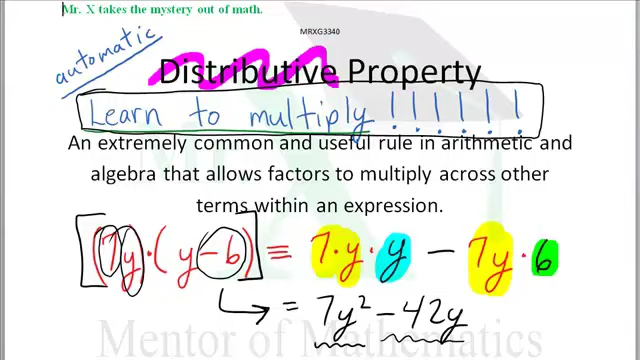 Mr. X takes the mystery out of math.
MRXG3340
automatic
Distributive Property
Learn to multiply ! ! ! ! ! !
An extremely common and useful rule in arithmetic and
algebra that allows factors to multiply across other
terms within an expression.
[(7y·(y-6)] ≡ 7·y·y - 7y·6
= 7y² - 42y
Mentor of Mathematics